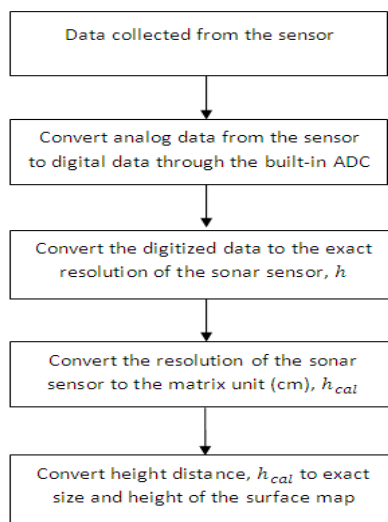 Data collected from the sensor
Convert analog data from the sensor
to digital data through the built-in ADC
Convert the digitized data to the exact
resolution of the sonar sensor, h
Convert the resolution of the sonar
sensor to the matrix unit (cm), h_cal
Convert height distance, h_cal to exact
size and height of the surface map